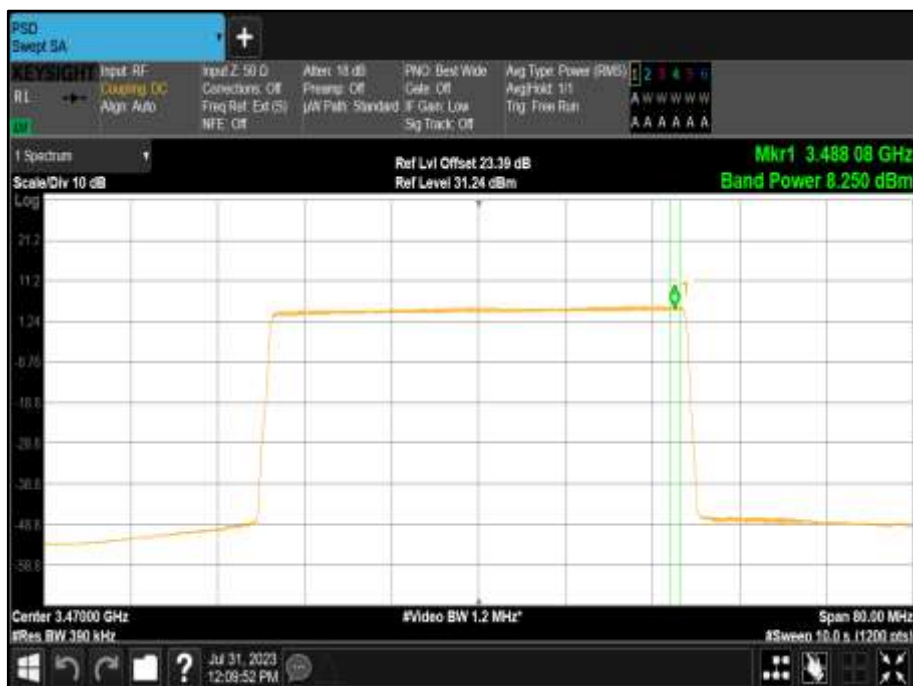 PSD
Swept SA
+
KEYSIGHT Input: RF Input Z: 50 Ω Atten: 18 dB PNO: Best Wide Avg Type: Power (RMS) 1 2 3 4 5 6
RL Coupling: DC Corrections: Off Preamp: Off Gate: Off Avg|Hold: 1/1 A W W W W W
Align: Auto Freq Ref: Ext (S) µW Path: Standard IF Gain: Low Trig: Free Run
NFE: Off Sig Track: Off A A A A A A
1 Spectrum
Ref Lvl Offset 23.39 dB
Mkr1 3.488 08 GHz
Scale/Div 10 dB
Ref Level 31.24 dBm
Band Power 8.250 dBm
Log
21.2
11.2
1
1.24
-8.76
-18.8
-28.8
-38.8
-48.8
-58.8
Center 3.47000 GHz #Video BW 1.2 MHz* Span 80.00 MHz
#Res BW 390 kHz #Sweep 10.0 s (1200 pts)
?
Jul 31, 2023
12:09:52 PM